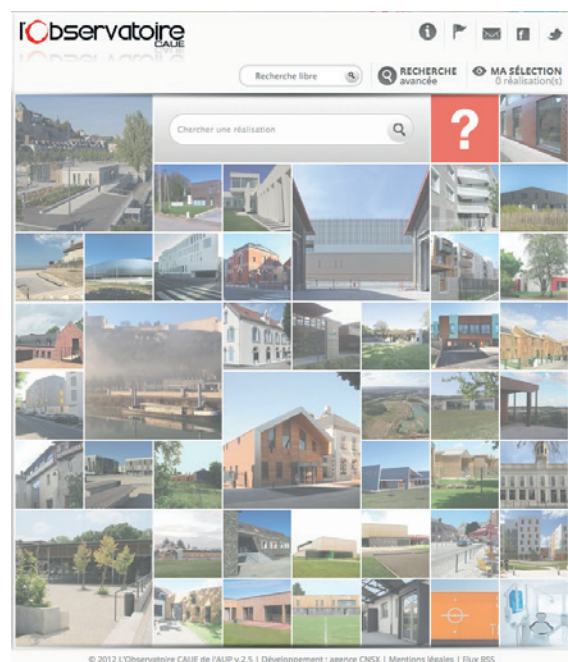 l'Observatoire
CAUE
Recherche libre
RECHERCHE
avancée
MA SÉLECTION
0 réalisation(s)
Chercher une réalisation
?
© 2012 L'Observatoire CAUE de l'AUP v.2.5 | Développement : agence CNSX | Mentions légales | Flux RSS